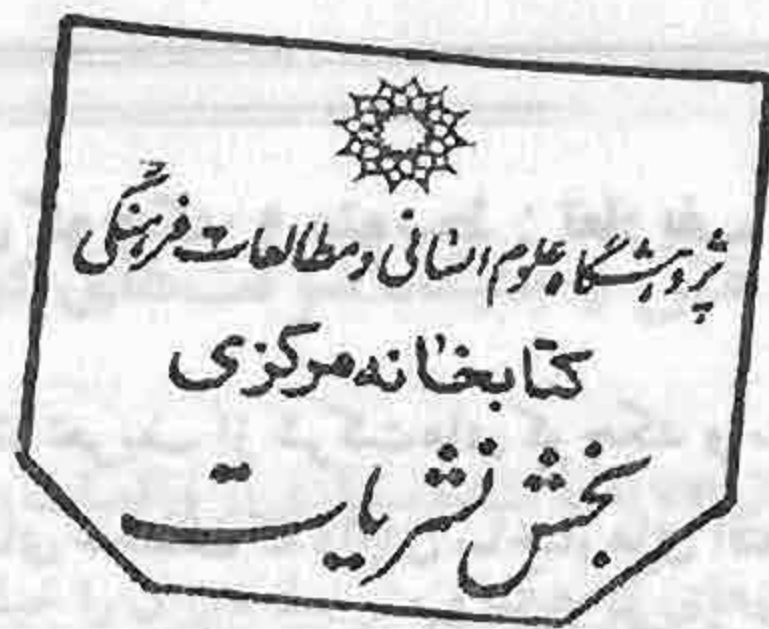 پژوهشگاه علوم انسانی و مطالعات فرهنگی
کتابخانه مرکزی
بخش نشریات